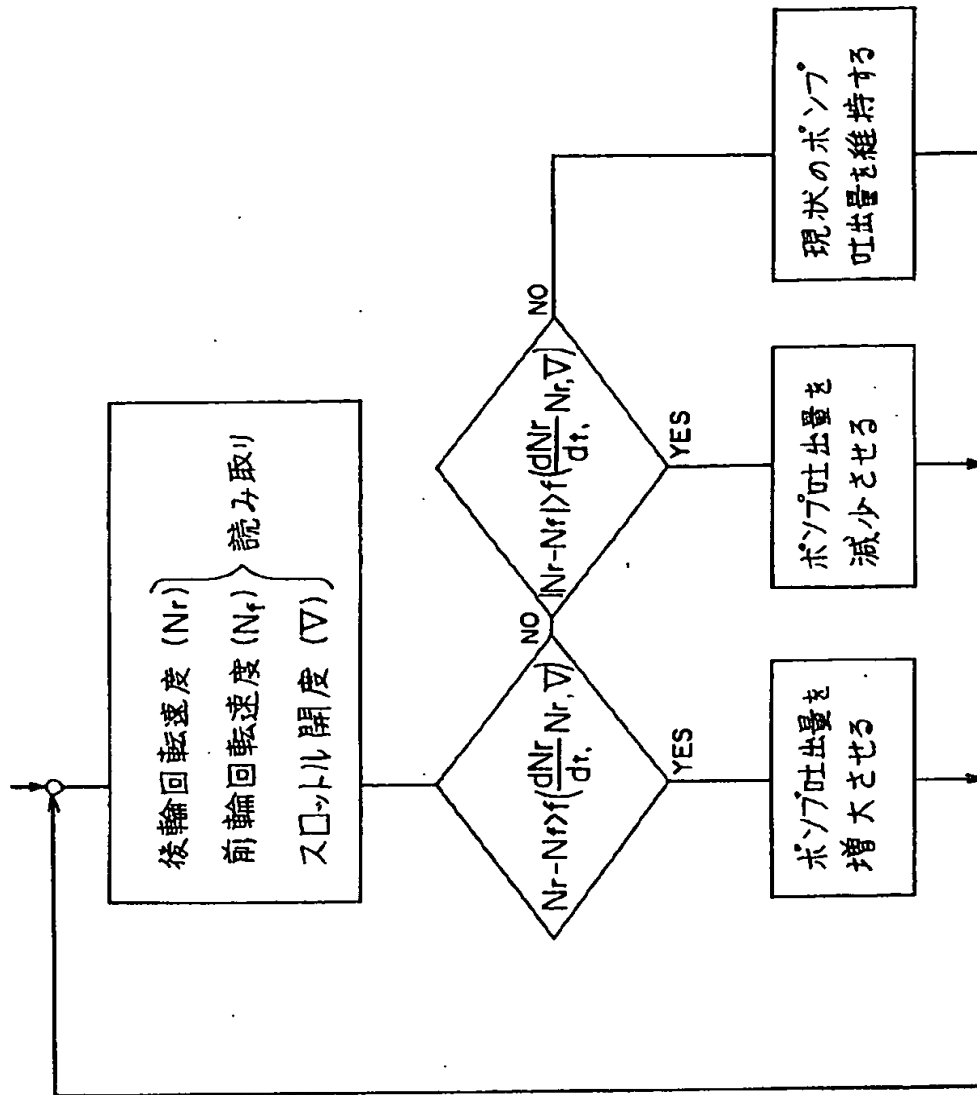 後輪回転速度 (Nr)
前輪回転速度 (Nf)
スロットル開度 (V)
読み取り
Nr-Nf>f(dNr/dt, Nr, V)
YES
NO
|Nr-Nf|>f(dNr/dt, Nr, V)
YES
NO
ポンプ吐出量を
増大させる
ポンプ吐出量を
減少させる
現状のポンプ
吐出量を維持する